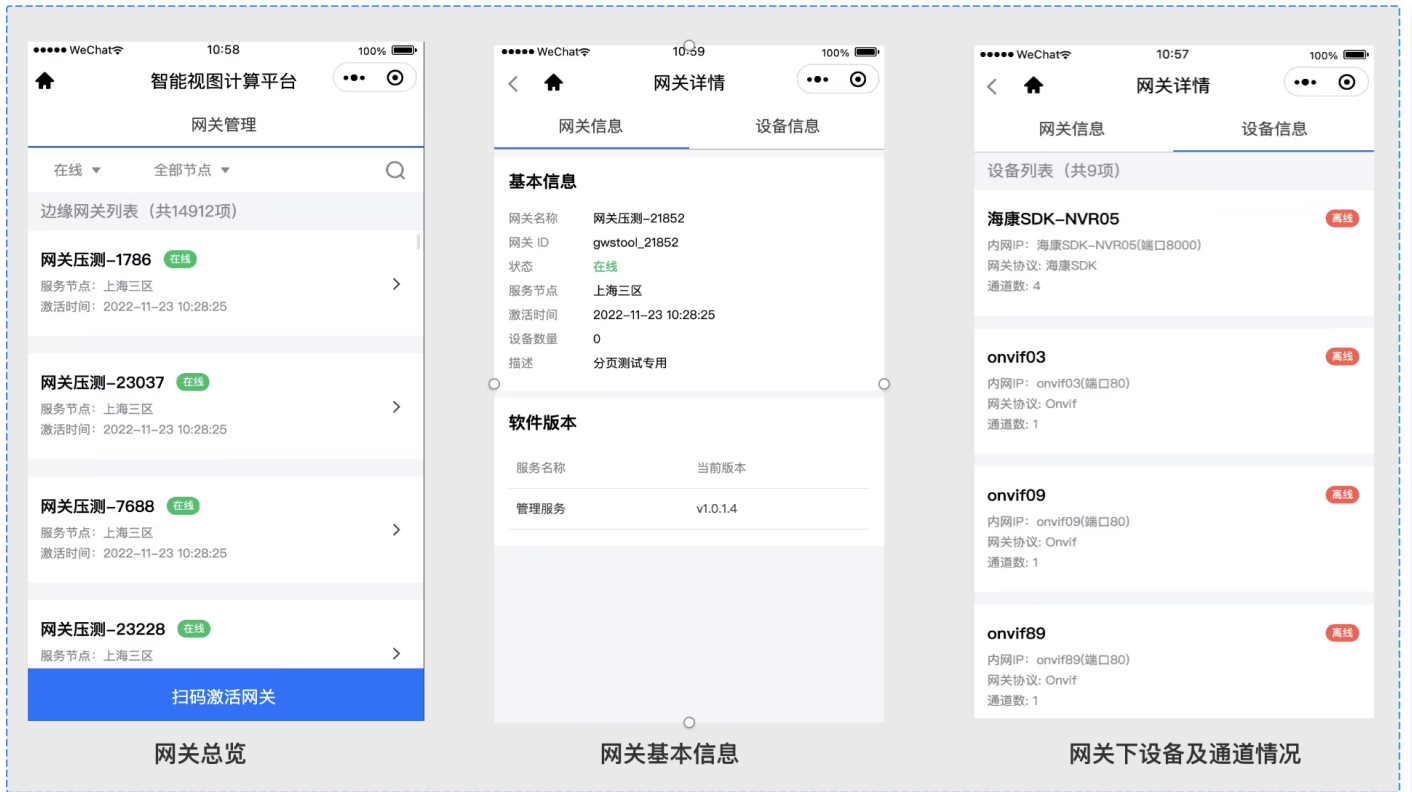 WeChat
10:58
100%
智能视图计算平台
网关管理
在线
全部节点
边缘网关列表（共14912项）
网关压测-1786
在线
服务节点：上海三区
激活时间：2022-11-23 10:28:25
网关压测-23037
在线
服务节点：上海三区
激活时间：2022-11-23 10:28:25
网关压测-7688
在线
服务节点：上海三区
激活时间：2022-11-23 10:28:25
网关压测-23228
在线
服务节点：上海三区
扫码激活网关
网关总览
WeChat
10:59
100%
网关详情
网关信息
设备信息
基本信息
网关名称 网关压测-21852
网关 ID gwstool_21852
状态 在线
服务节点 上海三区
激活时间 2022-11-23 10:28:25
设备数量 0
描述 分页测试专用
软件版本
服务名称 当前版本
管理服务 v1.0.1.4
网关基本信息
WeChat
10:57
100%
网关详情
网关信息
设备信息
设备列表（共9项）
海康SDK-NVR05
离线
内网IP：海康SDK-NVR05(端口8000)
网关协议: 海康SDK
通道数: 4
onvif03
离线
内网IP：onvif03(端口80)
网关协议: Onvif
通道数: 1
onvif09
离线
内网IP：onvif09(端口80)
网关协议: Onvif
通道数: 1
onvif89
离线
内网IP：onvif89(端口80)
网关协议: Onvif
通道数: 1
网关下设备及通道情况